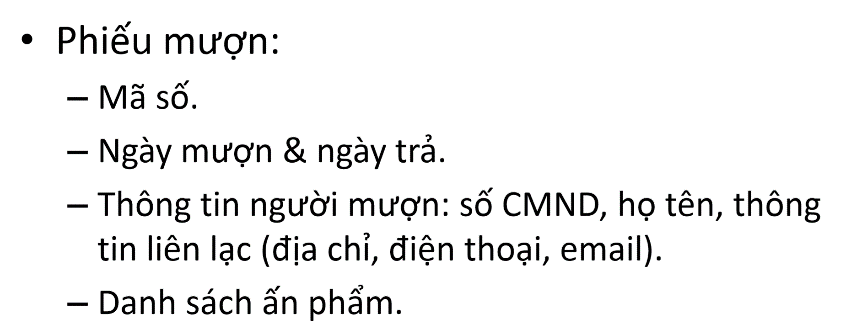 • Phiếu mượn:
– Mã số.
– Ngày mượn & ngày trả.
– Thông tin người mượn: số CMND, họ tên, thông
tin liên lạc (địa chỉ, điện thoại, email).
– Danh sách ấn phẩm.